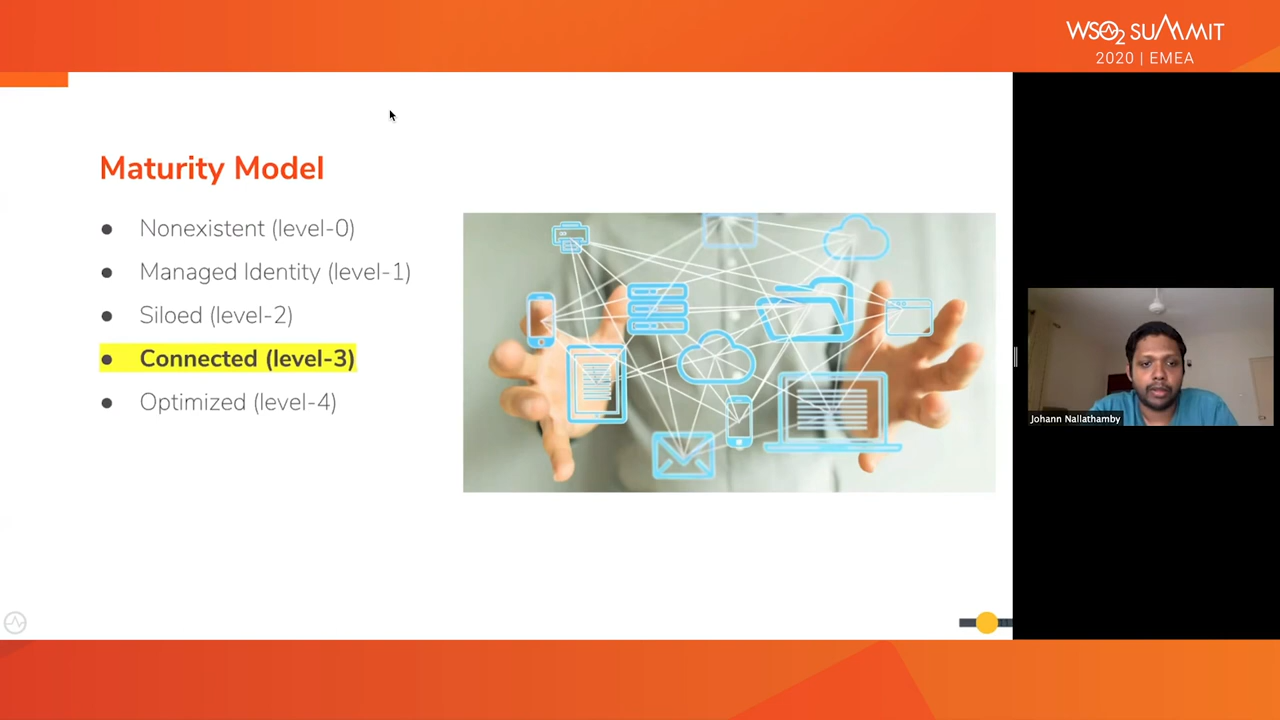 WSO2 SUMMIT
2020 | EMEA
Maturity Model
● Nonexistent (level-0)
● Managed Identity (level-1)
● Siloed (level-2)
● Connected (level-3)
● Optimized (level-4)
Johann Nallathamby